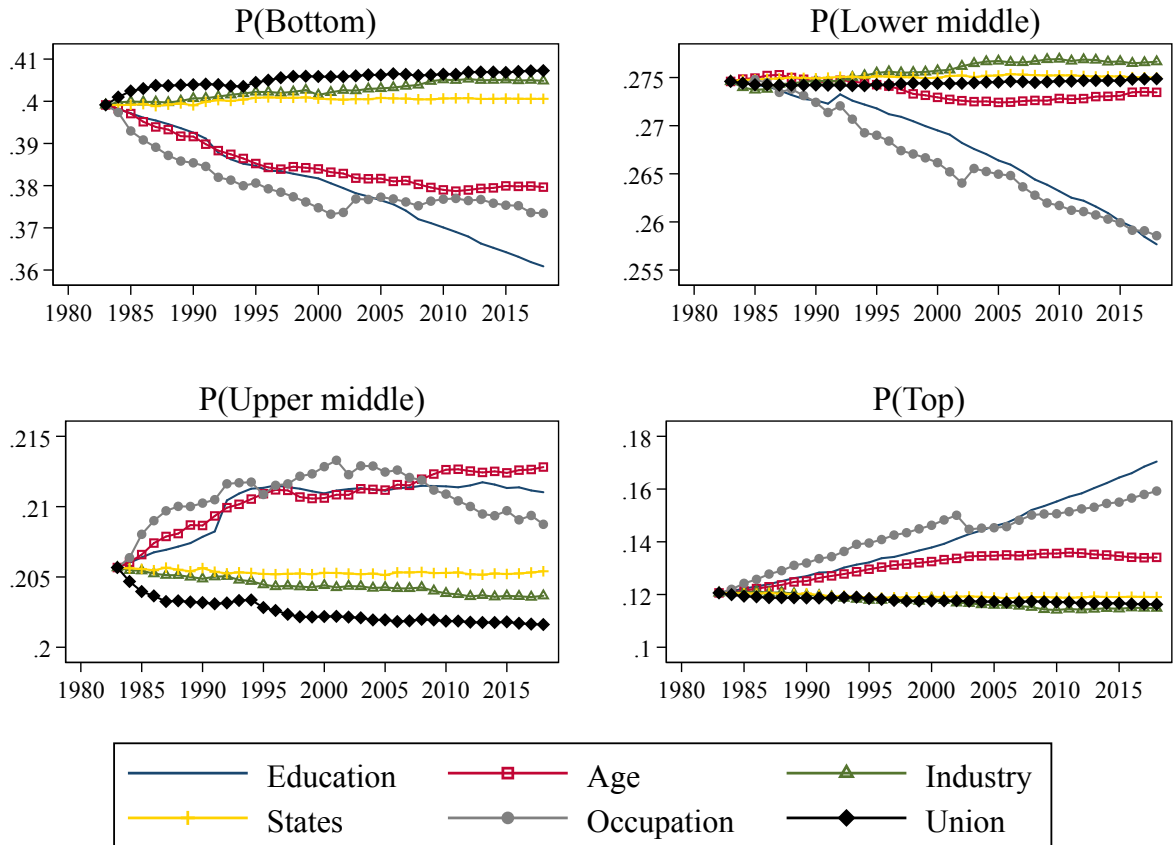 P(Bottom)
.41
.4
.39
.38
.37
.36
1980 1985 1990 1995 2000 2005 2010 2015
P(Lower middle)
.275
.27
.265
.26
.255
1980 1985 1990 1995 2000 2005 2010 2015
P(Upper middle)
.215
.21
.205
.2
1980 1985 1990 1995 2000 2005 2010 2015
P(Top)
.18
.16
.14
.12
.1
1980 1985 1990 1995 2000 2005 2010 2015
Education Age Industry
States Occupation Union